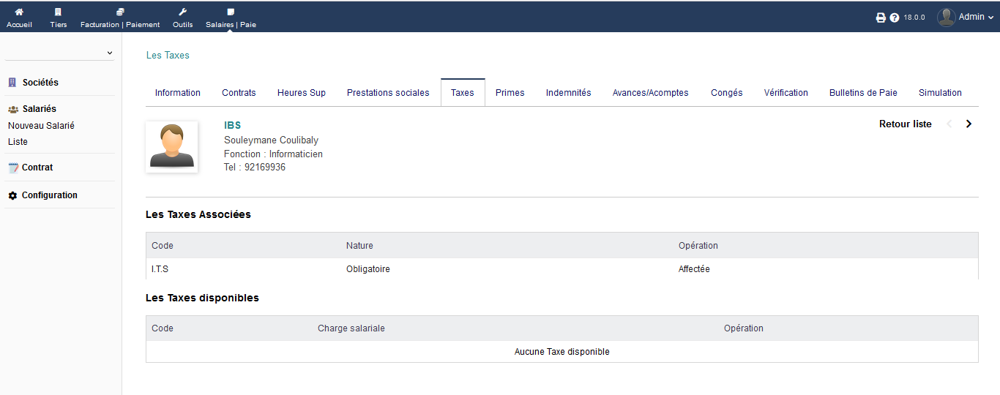 Accueil Tiers Facturation | Paiement Outils Salaires | Paie 18.0.0 Admin
Les Taxes
Sociétés
Salariés
Nouveau Salarié
Liste
Contrat
Configuration
Information Contrats Heures Sup Prestations sociales Taxes Primes Indemnités Avances/Acomptes Congés Vérification Bulletins de Paie Simulation
IBS
Souleymane Coulibaly
Fonction : Informaticien
Tel : 92169936
Retour liste
Les Taxes Associées
Code Nature Opération
I.T.S Obligatoire Affectée
Les Taxes disponibles
Code Charge salariale Opération
Aucune Taxe disponible